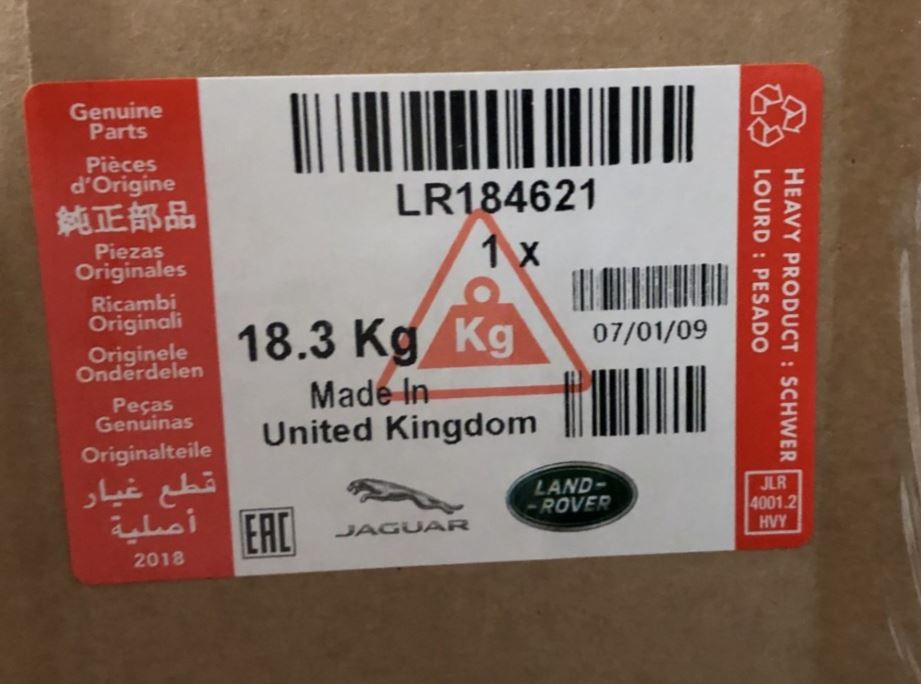 Genuine
Parts
Pièces
d'Origine
純正部品
Piezas
Originales
Ricambi
Originali
Originele
Onderdelen
Peças
Genuinas
Originalteile
قطع غيار
أصلية
2018
LR184621
1 x
18.3 Kg
Kg
07/01/09
Made In
United Kingdom
EAC
JAGUAR
LAND-
-ROVER
HEAVY PRODUCT : SCHWER
LOURD : PESADO
JLR
4001.2
HVY